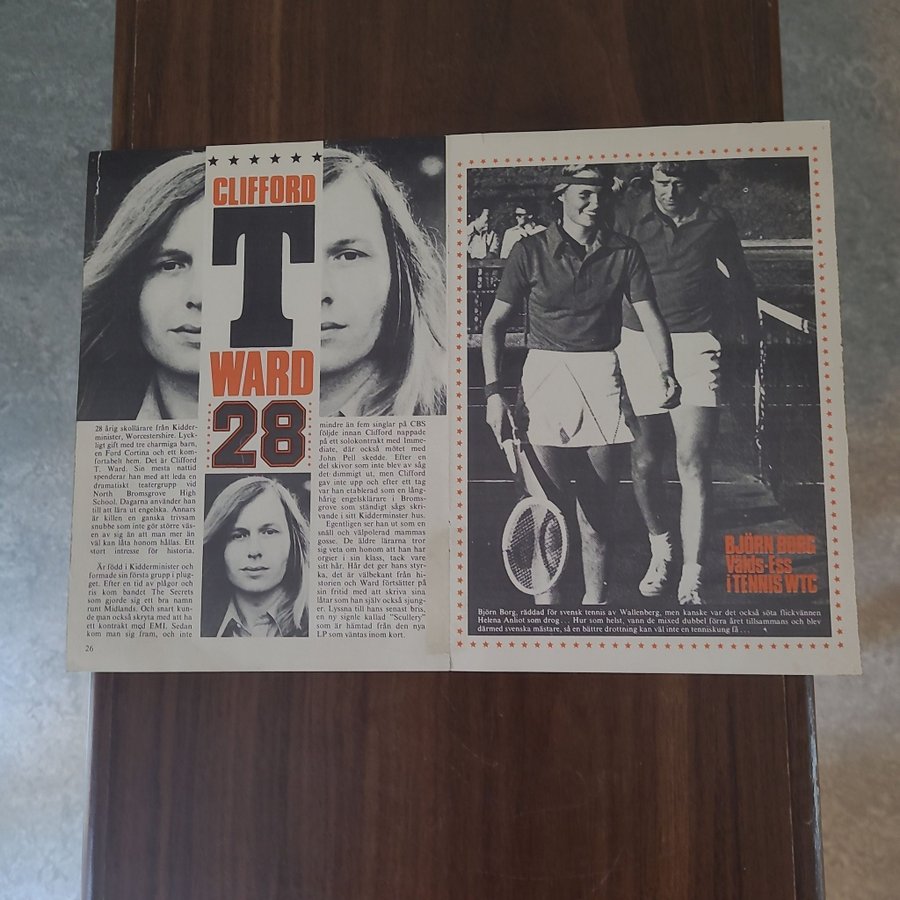 CLIFFORD
T
WARD
28
28 årig skollärare från Kidder-
minister, Worcestershire. Lyck-
ligt gift med tre charmiga barn,
en Ford Cortina och ett kom-
fortabelt hem. Det är Clifford
T. Ward. Sin mesta nattid
spenderar han med att leda en
dramatiskt teatergrupp vid
North Bromsgrove High
School. Dagarna använder han
till att lära ut engelska. Annars
är killen en ganska trivsam
snubbe som inte gör större väs-
en av sig än att man mer än
väl kan låta honom hållas. Ett
stort intresse för historia.
Är född i Kidderminister och
formade sin första grupp i plug-
get. Efter en tid av plågor och
ris kom bandet The Secrets
som gjorde sig ett bra namn
runt Midlands. Och snart kun-
de man också skryta med att ha
ett kontrakt med EMI. Sedan
kom man sig fram, och inte
mindre än fem singlar på CBS
följde innan Clifford nappade
på ett solokontrakt med Imme-
diate, där också mötet med
John Pell skedde. Efter en
del skivor som inte blev av såg
det dimmigt ut, men Clifford
gav inte upp och efter ett tag
var han etablerad som en lång-
hårig engelsklärare i Broms-
grove som ständigt skgs skri-
vande i sitt Kidderminster hus.
Egentligen ser han ut som en
snäll och välpolerad mammas
gosse. De äldre lärarna tror
sig veta om honom att han har
ögreier i sin klass, tack vare
sitt hår. Hår det ger hans styr-
ka, det är välbekant från hi-
storien och Ward förtsätter på
sin fritid med att skriva sina
låtar som han själv också sjung-
er. Lyssna till hans senast bris,
en ny signle kallad "Scullery"
som är hämtad från den nya
LP som väntas inom kort.
26
BJÖRN BORG
Välds-Ess
i TENNIS WTC
Björn Borg, räddad för svensk tennis av Wallenberg, men kanske var det också söta flickvännen
Helena Anliot som drog . . . Hur som helst, vann de mixed dubbel förra året tillsammans och blev
därmed svenska mästare, så en bättre drottning kan väl inte en tenniskung få . . .